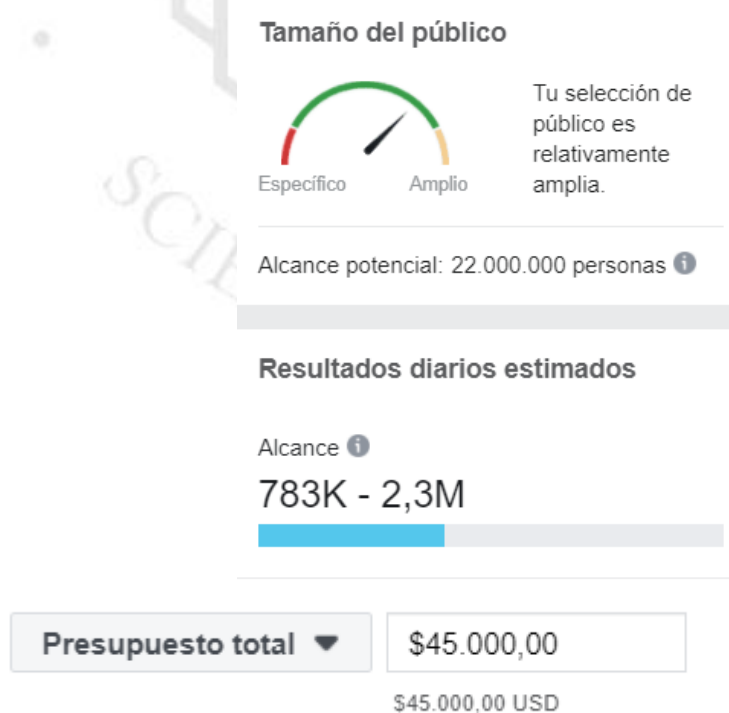 Tamaño del público
Tu selección de
público es
relativamente
amplia.
Específico
Amplio
Alcance potencial: 22.000.000 personas
Resultados diarios estimados
Alcance
783K - 2,3M
Presupuesto total
$45.000,00
$45.000,00 USD